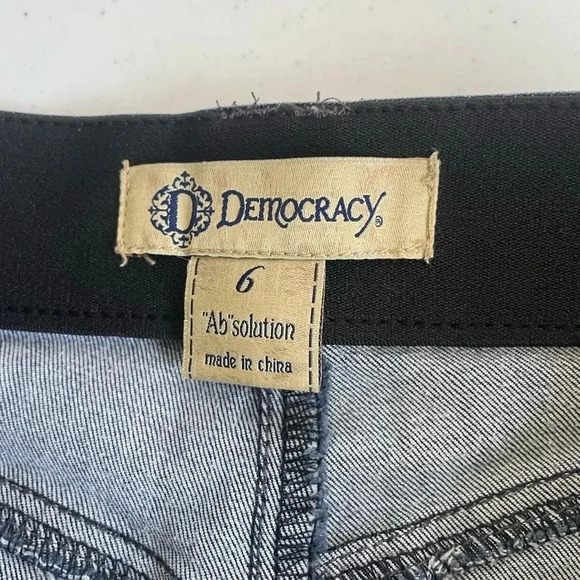 D DEMOCRACY®
6
"Ab"solution
made in china